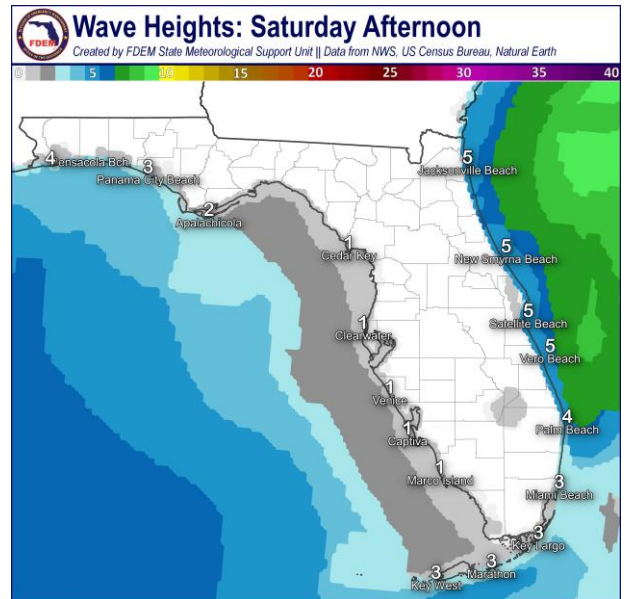 FDEM
Wave Heights: Saturday Afternoon
Created by FDEM State Meteorological Support Unit || Data from NWS, US Census Bureau, Natural Earth
0 5 10 15 20 25 30 35 40
4 Pensacola Bch
3
Panama City Beach
2
Apalachicola
1
Cedar Key
1
Clearwater
1
Venice
1
Captiva
1
Marco Island
5
Jacksonville Beach
5
New Smyrna Beach
5
Satellite Beach
5
Vero Beach
4
Palm Beach
3
Miami Beach
3
Key Largo
3
Marathon
3
Key West